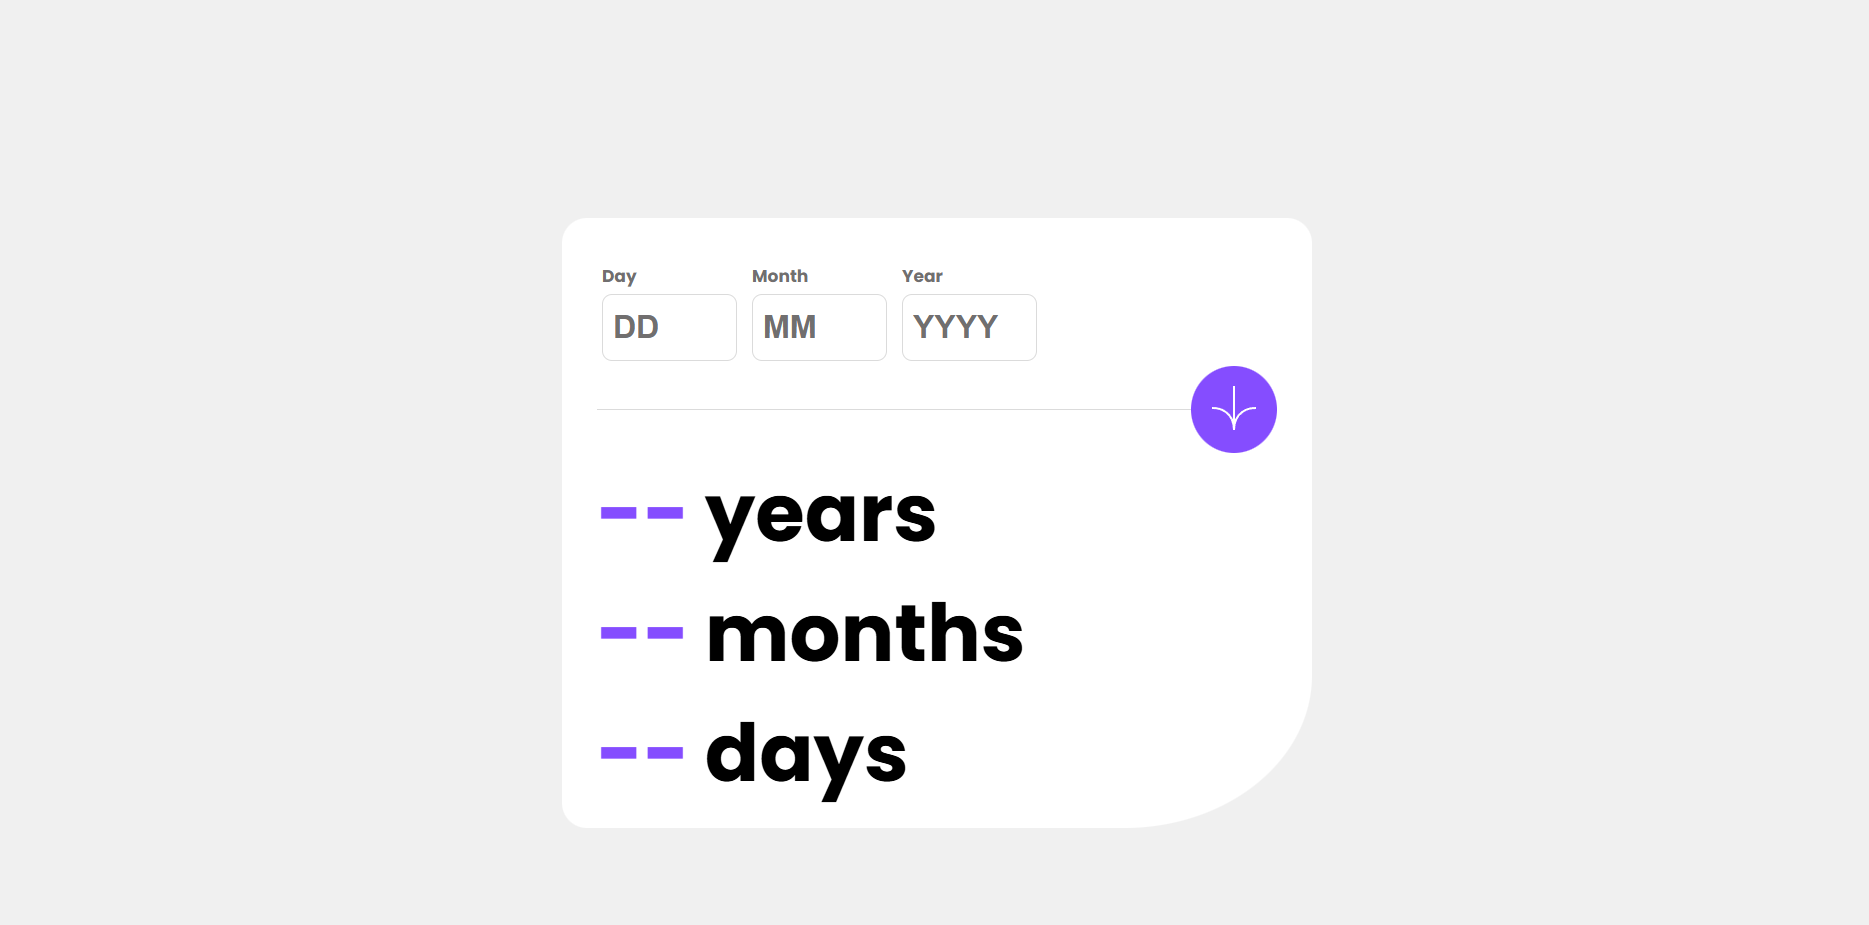 Day Month Year
DD MM YYYY
-- years
-- months
-- days